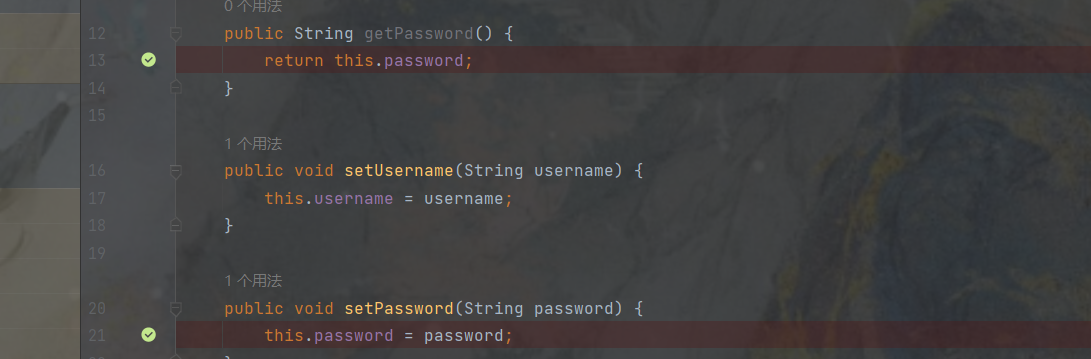 0 个用法
12 public String getPassword() {
13 return this.password;
14 }
15
1 个用法
16 public void setUsername(String username) {
17 this.username = username;
18 }
19
1 个用法
20 public void setPassword(String password) {
21 this.password = password;